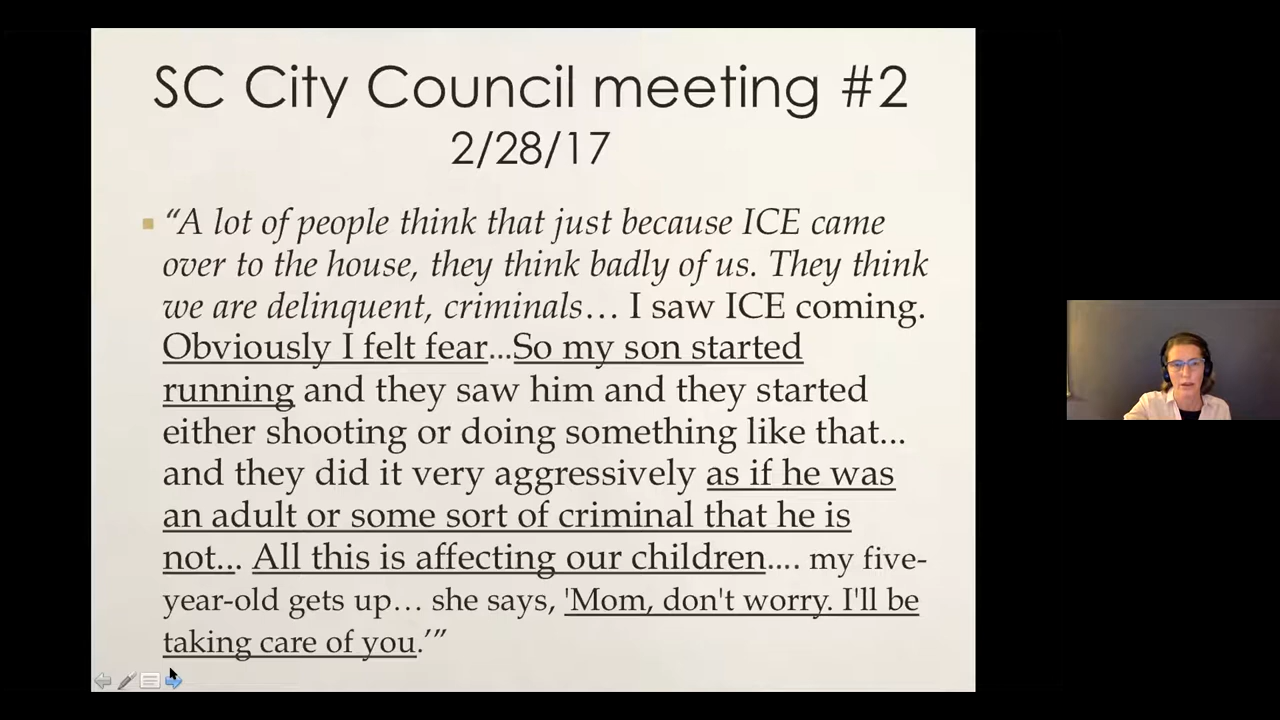 SC City Council meeting #2
2/28/17
“A lot of people think that just because ICE came
over to the house, they think badly of us. They think
we are delinquent, criminals… I saw ICE coming.
Obviously I felt fear...So my son started
running and they saw him and they started
either shooting or doing something like that...
and they did it very aggressively as if he was
an adult or some sort of criminal that he is
not... All this is affecting our children.... my five-
year-old gets up… she says, 'Mom, don't worry. I'll be
taking care of you.’”